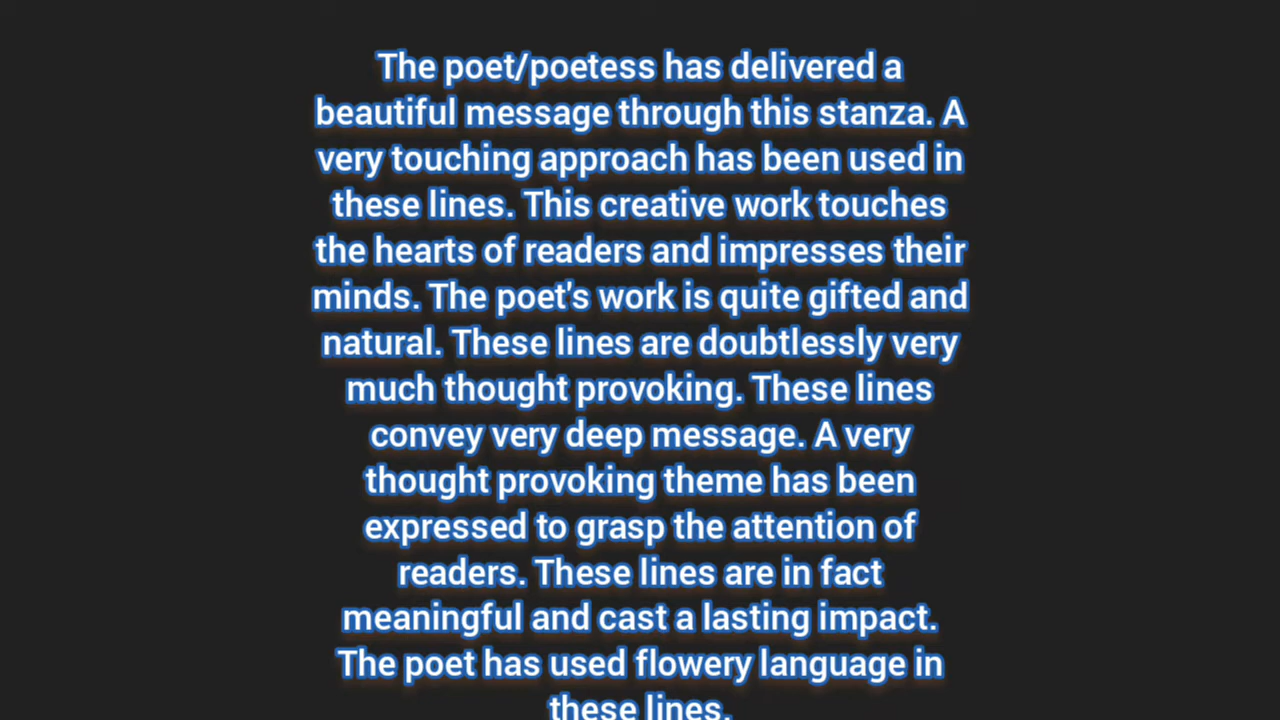 The poet/poetess has delivered a
beautiful message through this stanza. A
very touching approach has been used in
these lines. This creative work touches
the hearts of readers and impresses their
minds. The poet's work is quite gifted and
natural. These lines are doubtlessly very
much thought provoking. These lines
convey very deep message. A very
thought provoking theme has been
expressed to grasp the attention of
readers. These lines are in fact
meaningful and cast a lasting impact.
The poet has used flowery language in
these lines.